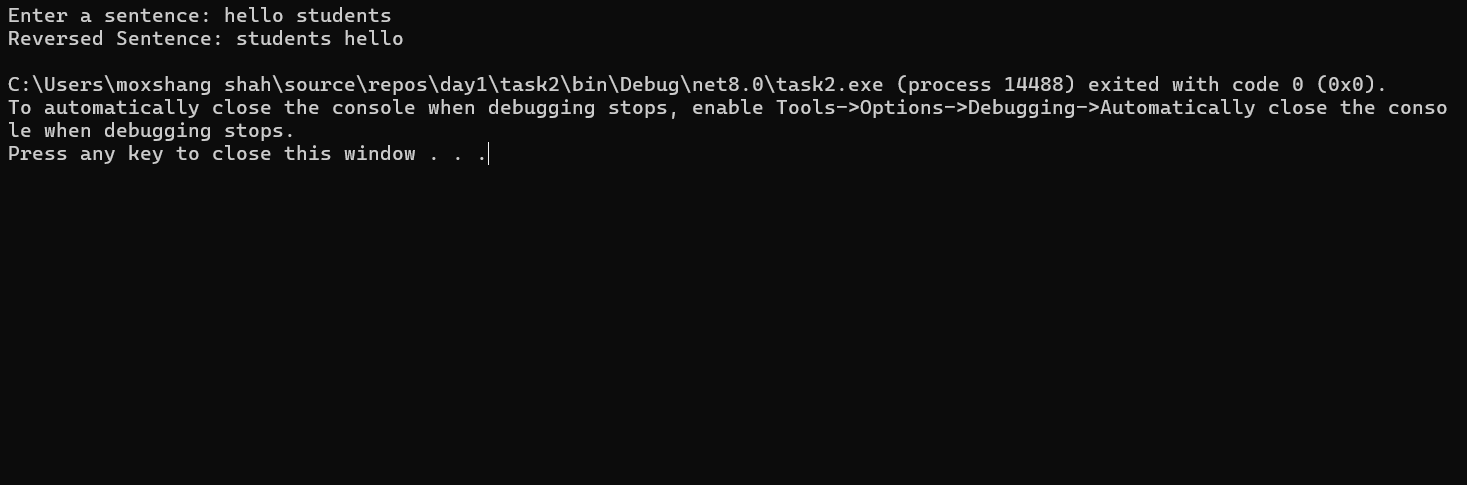 Enter a sentence: hello students
Reversed Sentence: students hello
C:\Users\moxshang shah\source\repos\day1\task2\bin\Debug\net8.0\task2.exe (process 14488) exited with code 0 (0x0).
To automatically close the console when debugging stops, enable Tools->Options->Debugging->Automatically close the conso
le when debugging stops.
Press any key to close this window . . .